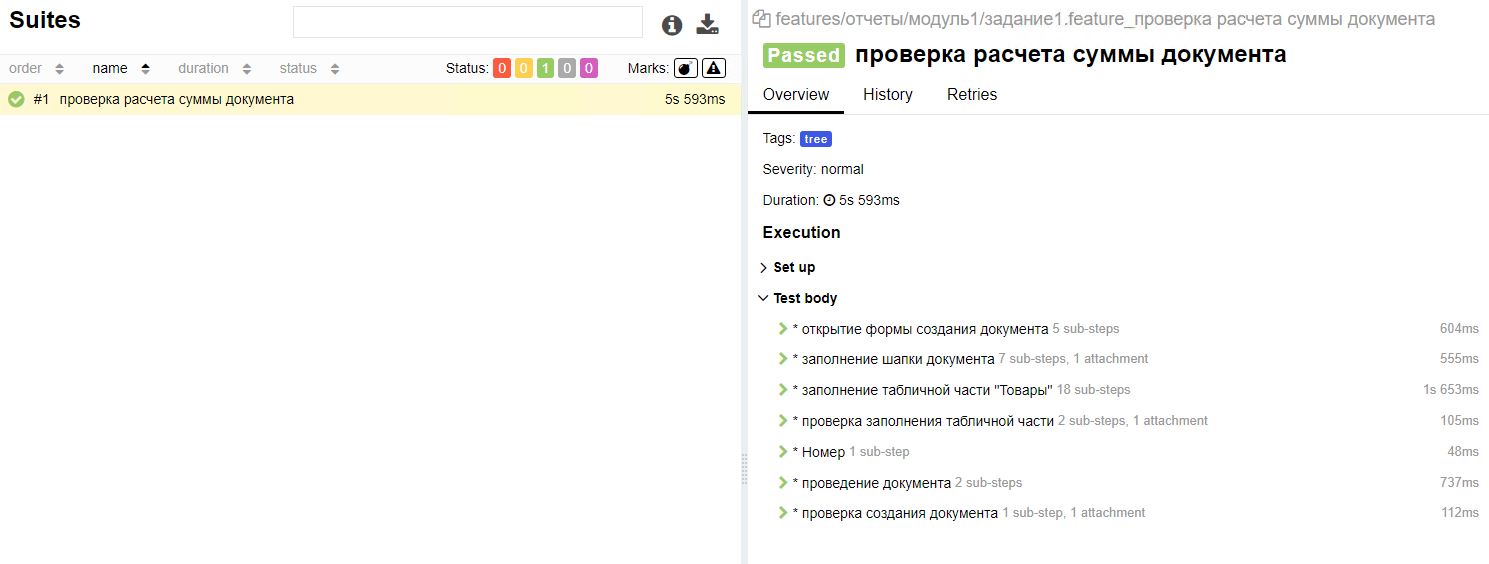 Suites
order name duration status Status: 0 0 1 0 0 Marks:
#1 проверка расчета суммы документа 5s 593ms
features/отчеты/модуль1/задание1.feature_проверка расчета суммы документа
Passed проверка расчета суммы документа
Overview History Retries
Tags: tree
Severity: normal
Duration: 5s 593ms
Execution
Set up
Test body
* открытие формы создания документа 5 sub-steps 604ms
* заполнение шапки документа 7 sub-steps, 1 attachment 555ms
* заполнение табличной части "Товары" 18 sub-steps 1s 653ms
* проверка заполнения табличной части 2 sub-steps, 1 attachment 105ms
* Номер 1 sub-step 48ms
* проведение документа 2 sub-steps 737ms
* проверка создания документа 1 sub-step, 1 attachment 112ms